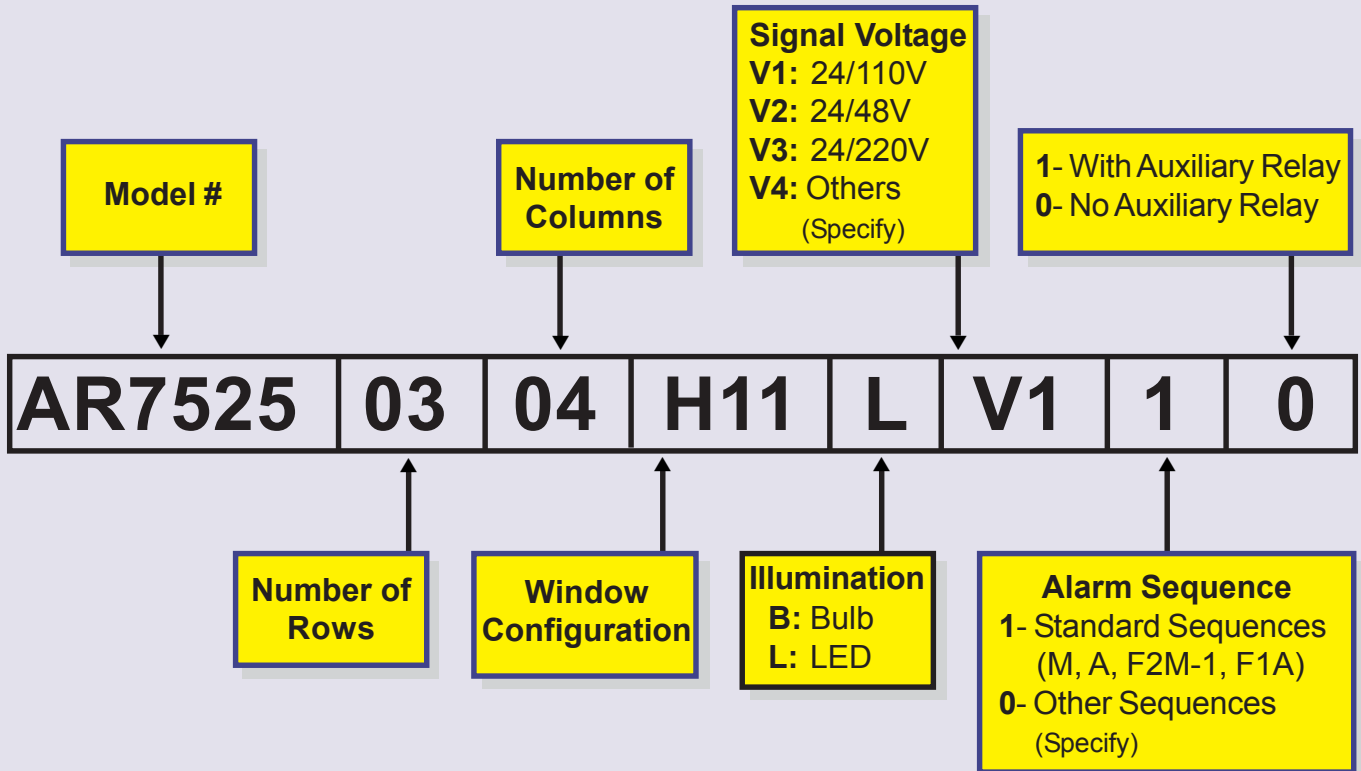 Model #
Number of
Columns
Signal Voltage
V1: 24/110V
V2: 24/48V
V3: 24/220V
V4: Others
(Specify)
1- With Auxiliary Relay
0- No Auxiliary Relay
AR7525 03 04 H11 L V1 1 0
Number of
Rows
Window
Configuration
Illumination
B: Bulb
L: LED
Alarm Sequence
1- Standard Sequences
(M, A, F2M-1, F1A)
0- Other Sequences
(Specify)